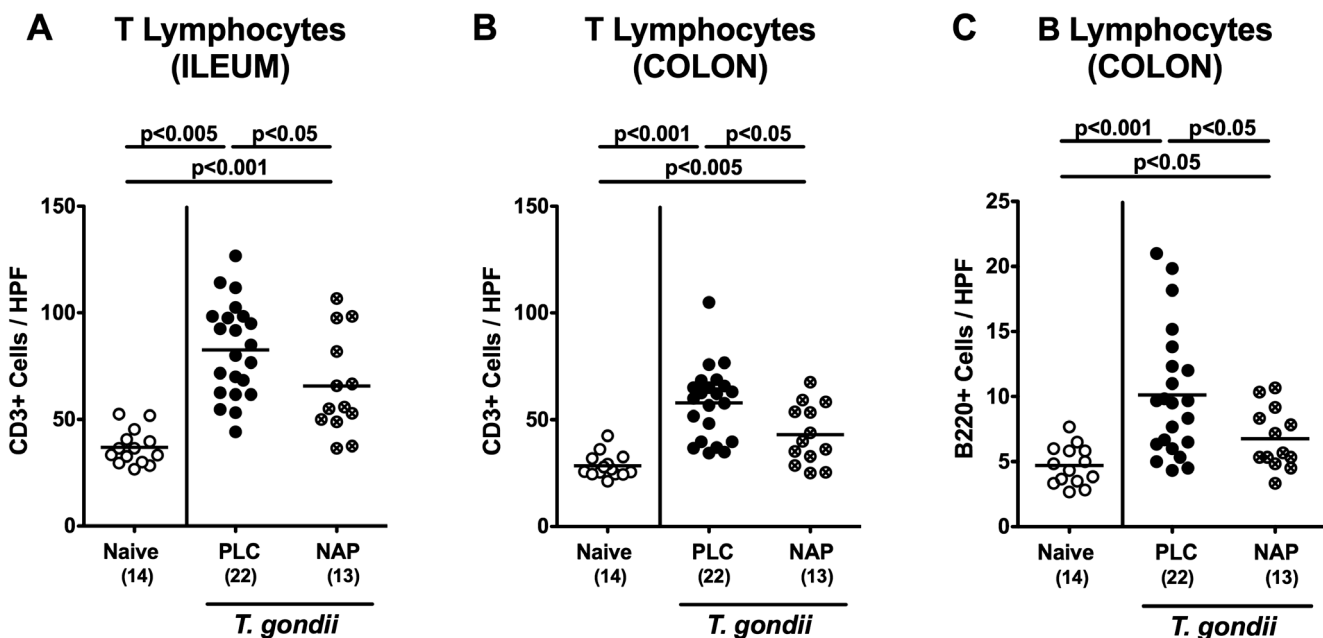 A
T Lymphocytes
(ILEUM)
p<0.005
p<0.05
p<0.001
CD3+ Cells / HPF
150
100
50
0
Naive
PLC
NAP
(14)
(22)
(13)
T. gondii
B
T Lymphocytes
(COLON)
p<0.001
p<0.05
p<0.005
CD3+ Cells / HPF
150
100
50
0
Naive
PLC
NAP
(14)
(22)
(13)
T. gondii
C
B Lymphocytes
(COLON)
p<0.001
p<0.05
p<0.05
B220+ Cells / HPF
25
20
15
10
5
0
Naive
PLC
NAP
(14)
(22)
(13)
T. gondii